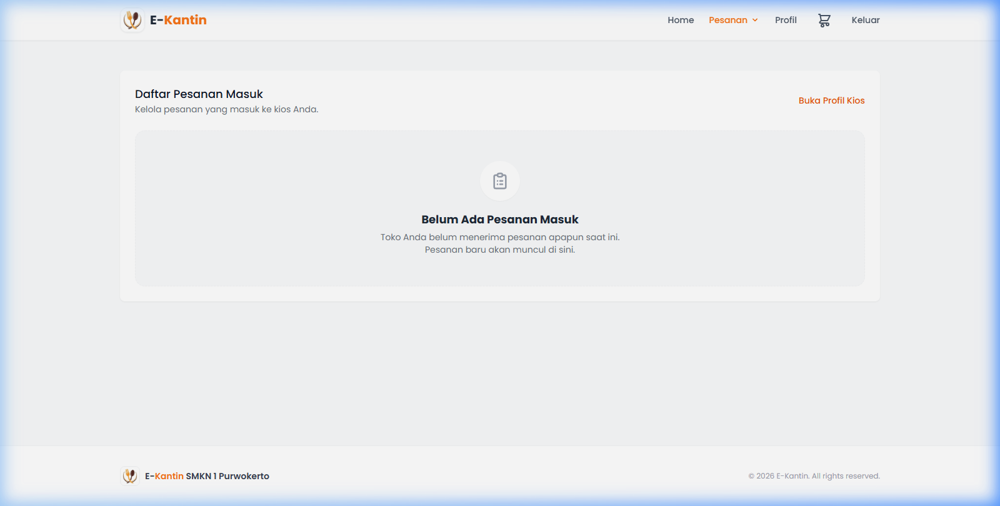 E-Kantin
Home
Pesanan
Profil
Keluar
Daftar Pesanan Masuk
Kelola pesanan yang masuk ke kios Anda.
Buka Profil Kios
Belum Ada Pesanan Masuk
Toko Anda belum menerima pesanan apapun saat ini.
Pesanan baru akan muncul di sini.
E-Kantin SMKN 1 Purwokerto
© 2026 E-Kantin. All rights reserved.